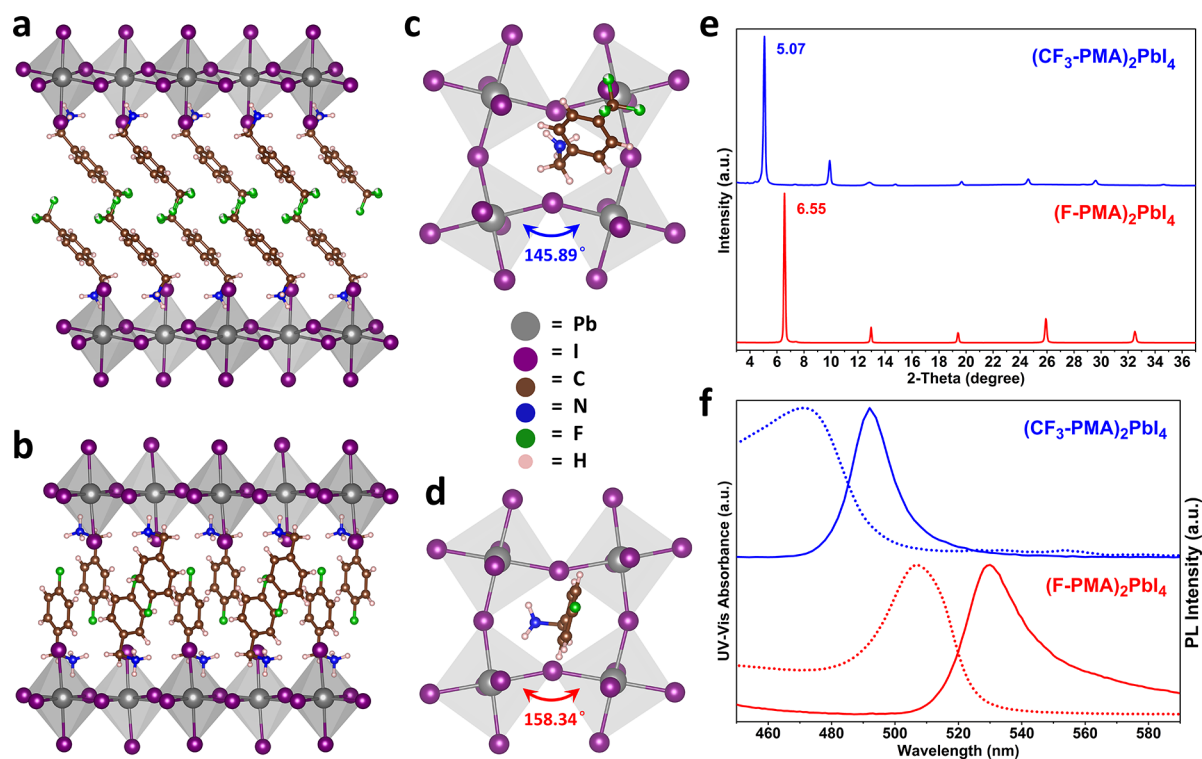 a
b
c
145.89°
= Pb
= I
= C
= N
= F
= H
d
158.34°
e
5.07
(CF₃-PMA)₂PbI₄
6.55
(F-PMA)₂PbI₄
Intensity (a.u.)
4 6 8 10 12 14 16 18 20 22 24 26 28 30 32 34 36
2-Theta (degree)
f
(CF₃-PMA)₂PbI₄
(F-PMA)₂PbI₄
UV-Vis Absorbance (a.u.)
PL Intensity (a.u.)
460 480 500 520 540 560 580
Wavelength (nm)